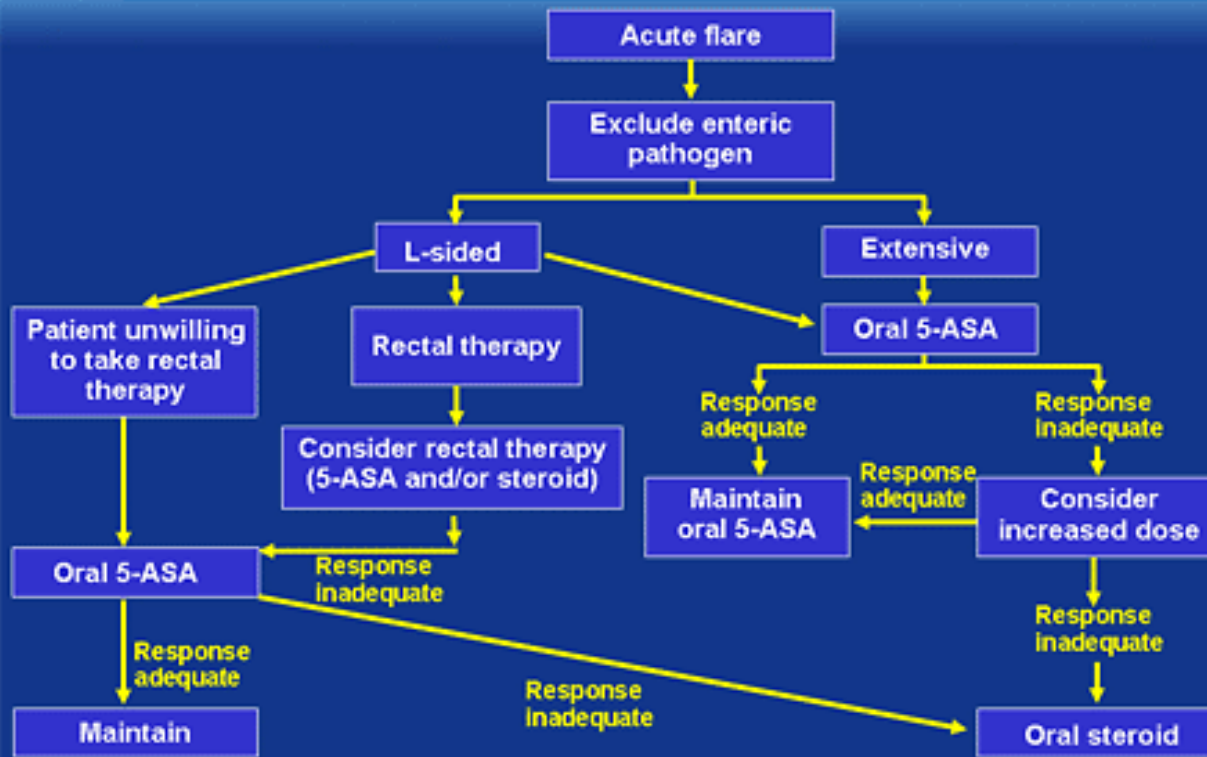 Acute flare
Exclude enteric
pathogen
L-sided
Extensive
Patient unwilling
to take rectal
therapy
Rectal therapy
Oral 5-ASA
Response
adequate
Response
inadequate
Consider rectal therapy
(5-ASA and/or steroid)
Maintain
oral 5-ASA
Response
adequate
Consider
increased dose
Oral 5-ASA
Response
inadequate
Response
inadequate
Response
adequate
Response
inadequate
Maintain
Oral steroid